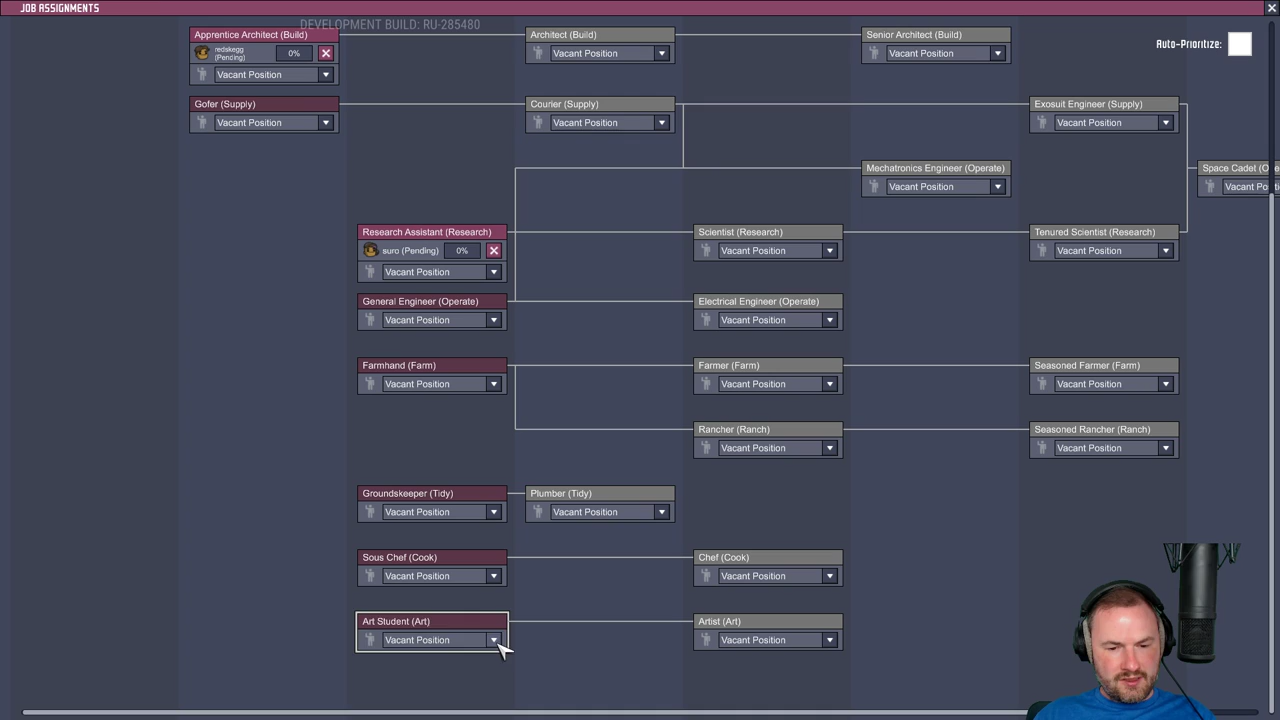 JOB ASSIGNMENTS
DEVELOPMENT BUILD: RU-285480
Auto-Prioritize:
Apprentice Architect (Build)
redskegg
(Pending)
0%
Vacant Position
Architect (Build)
Vacant Position
Senior Architect (Build)
Vacant Position
Gofer (Supply)
Vacant Position
Courier (Supply)
Vacant Position
Exosuit Engineer (Supply)
Vacant Position
Mechatronics Engineer (Operate)
Vacant Position
Space Cadet
Vacant
Research Assistant (Research)
suro (Pending)
0%
Vacant Position
Scientist (Research)
Vacant Position
Tenured Scientist (Research)
Vacant Position
General Engineer (Operate)
Vacant Position
Electrical Engineer (Operate)
Vacant Position
Farmhand (Farm)
Vacant Position
Farmer (Farm)
Vacant Position
Seasoned Farmer (Farm)
Vacant Position
Rancher (Ranch)
Vacant Position
Seasoned Rancher (Ranch)
Vacant Position
Groundskeeper (Tidy)
Vacant Position
Plumber (Tidy)
Vacant Position
Sous Chef (Cook)
Vacant Position
Chef (Cook)
Vacant Position
Art Student (Art)
Vacant Position
Artist (Art)
Vacant Position